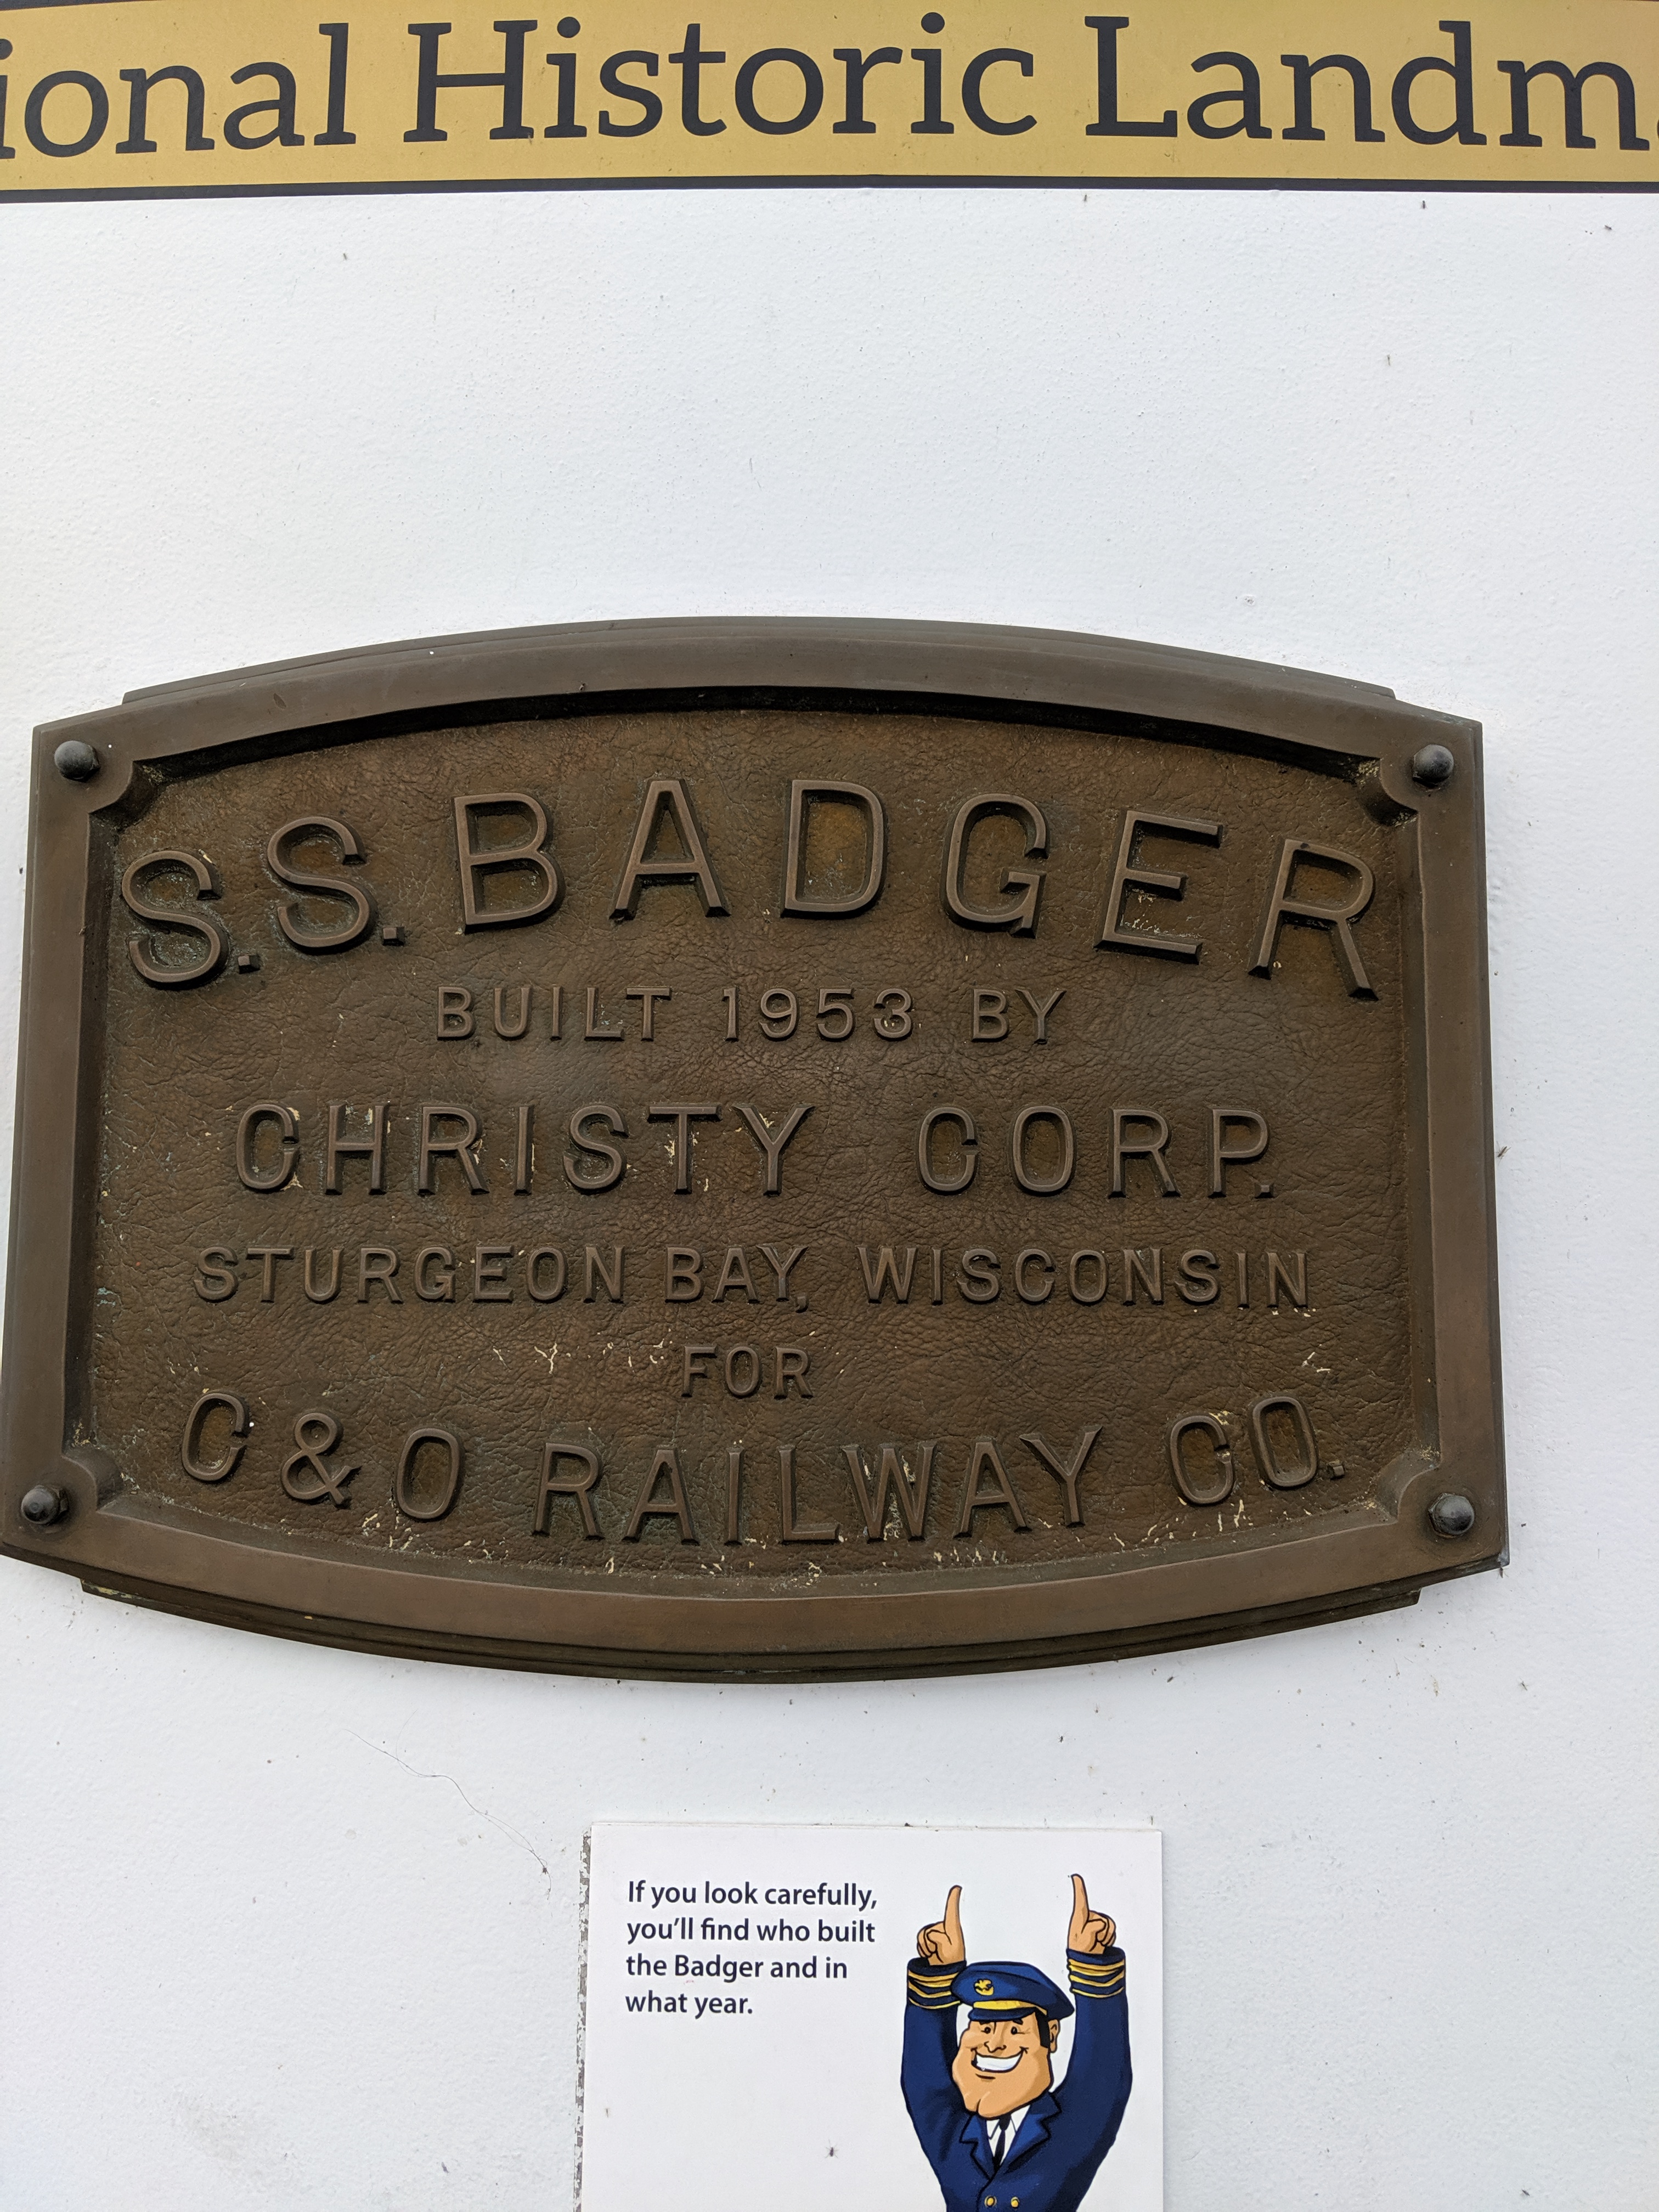 ional Historic Landm
S.S. BADGER
BUILT 1953 BY
CHRISTY CORP.
STURGEON BAY, WISCONSIN
FOR
C & O RAILWAY CO.
If you look carefully,
you'll find who built
the Badger and in
what year.